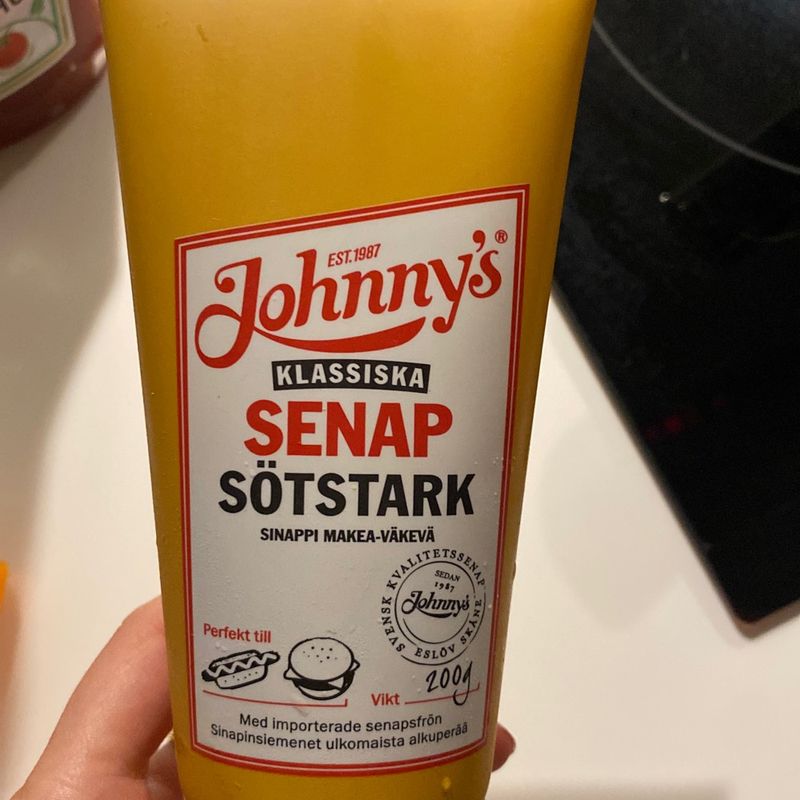 EST. 1987
Johnny's®
KLASSISKA
SENAP
SÖTSTARK
SINAPPI MAKEA-VÄKEVÄ
SVENSK KVALITETSSENAP
SEDAN
1987
Johnny's
ESLÖV SKÅNE
Perfekt till
Vikt 200g
Med importerade senapsfrön
Sinapinsiemenet ulkomaista alkuperää